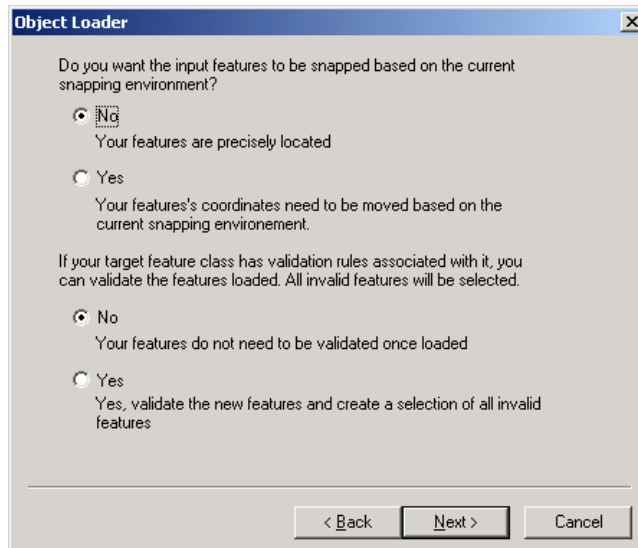 Object Loader
Do you want the input features to be snapped based on the current
snapping environment?
No
Your features are precisely located
Yes
Your features's coordinates need to be moved based on the
current snapping environement.
If your target feature class has validation rules associated with it, you
can validate the features loaded. All invalid features will be selected.
No
Your features do not need to be validated once loaded
Yes
Yes, validate the new features and create a selection of all invalid
features
< Back
Next >
Cancel